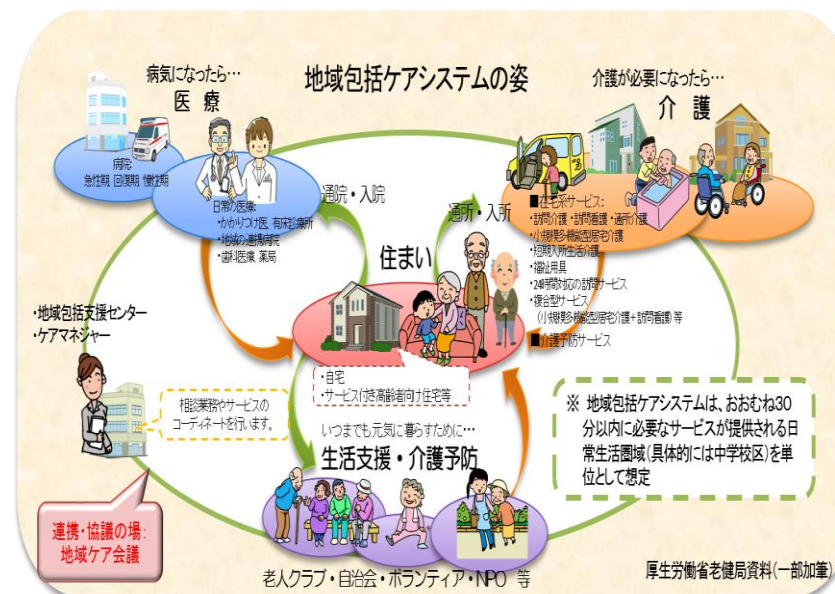 地域包括ケアシステムの姿
病気になったら…
医 療
病院:
急性期 回復期 慢性期
日常の医療:
・かかりつけ医 有床診療所
・地域の連携病院
・歯科医療 薬局
通院・入院
介護が必要になったら…
介 護
通所・入所
■在宅系サービス:
・訪問介護・訪問看護・通所介護
・小規模多機能型居宅介護
・短期入所生活介護
・福祉用具
・24時間対応の訪問サービス
・複合型サービス
(小規模多機能型居宅介護+訪問看護)等
■介護予防サービス
住まい
・自宅
・サービス付き高齢者向け住宅等
・地域包括支援センター
・ケアマネジャー
相談業務やサービスの
コーディネートを行います。
いつまでも元気に暮らすために…
生活支援・介護予防
※ 地域包括ケアシステムは、おおむね30
分以内に必要なサービスが提供される日
常生活圏域(具体的には中学校区)を単
位として想定
連携・協議の場:
地域ケア会議
老人クラブ・自治会・ボランティア・NPO 等
厚生労働省老健局資料(一部加筆)